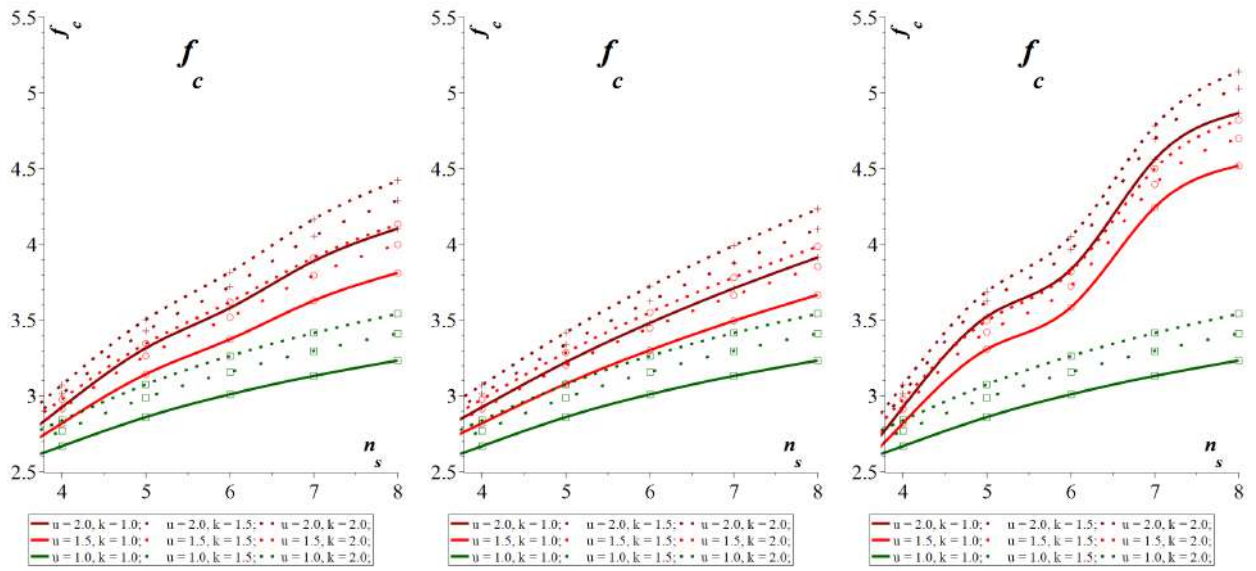 5.5 f c f c
5
4.5
4
3.5
3
2.5
n s
4 5 6 7 8
u = 2.0, k = 1.0; u = 2.0, k = 1.5; u = 2.0, k = 2.0;
u = 1.5, k = 1.0; u = 1.5, k = 1.5; u = 1.5, k = 2.0;
u = 1.0, k = 1.0; u = 1.0, k = 1.5; u = 1.0, k = 2.0;
5.5 f c f c
5
4.5
4
3.5
3
2.5
n s
4 5 6 7 8
u = 2.0, k = 1.0; u = 2.0, k = 1.5; u = 2.0, k = 2.0;
u = 1.5, k = 1.0; u = 1.5, k = 1.5; u = 1.5, k = 2.0;
u = 1.0, k = 1.0; u = 1.0, k = 1.5; u = 1.0, k = 2.0;
5.5 f c f c
5
4.5
4
3.5
3
2.5
n s
4 5 6 7 8
u = 2.0, k = 1.0; u = 2.0, k = 1.5; u = 2.0, k = 2.0;
u = 1.5, k = 1.0; u = 1.5, k = 1.5; u = 1.5, k = 2.0;
u = 1.0, k = 1.0; u = 1.0, k = 1.5; u = 1.0, k = 2.0;